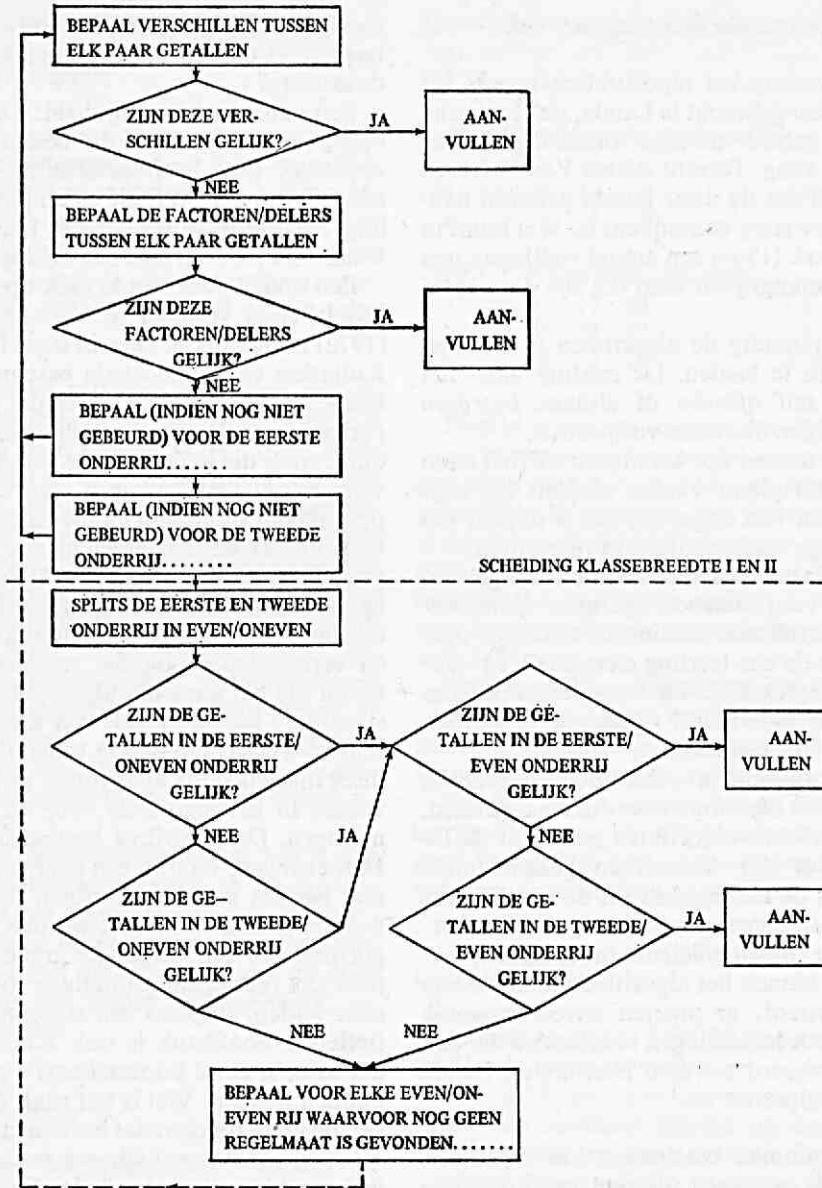 BEPAAL VERSCHILLEN TUSSEN
ELK PAAR GETALLEN
ZIJN DEZE VER-
SCHILLEN GELIJK?
JA
AAN-
VULLEN
NEE
BEPAAL DE FACTOREN/DELERS
TUSSEN ELK PAAR GETALLEN
ZIJN DEZE
FACTOREN/DELERS
GELIJK?
JA
AAN-
VULLEN
NEE
BEPAAL (INDIEN NOG NIET
GEBEURD) VOOR DE EERSTE
ONDERRIJ.......
BEPAAL (INDIEN NOG NIET
GEBEURD) VOOR DE TWEEDE
ONDERRIJ........
SCHEIDING KLASSEBREEDTE I EN II
SPLITS DE EERSTE EN TWEEDE
ONDERRIJ IN EVEN/ONEVEN
ZIJN DE GE-
TALLEN IN DE EERSTE/
ONEVEN ONDERRIJ
GELIJK?
JA
ZIJN DE GE-
TALLEN IN DE EERSTE/
EVEN ONDERRIJ
GELIJK?
JA
AAN-
VULLEN
NEE
JA
NEE
ZIJN DE GE-
TALLEN IN DE TWEEDE/
ONEVEN ONDERRIJ
GELIJK?
ZIJN DE GE-
TALLEN IN DE TWEEDE/
EVEN ONDERRIJ
GELIJK?
JA
AAN-
VULLEN
NEE
NEE
BEPAAL VOOR ELKE EVEN/ON-
EVEN RIJ WAARVOOR NOG GEEN
REGELMAAT IS GEVONDEN........